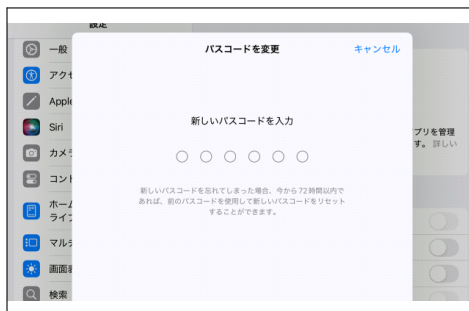 設定
一般
パスコードを変更
キャンセル
アクセ
Apple
Siri
新しいパスコードを入力
プリを管理
す。詳しい
カメラ
コント
新しいパスコードを忘れてしまった場合、今から72時間以内で
あれば、前のパスコードを使用して新しいパスコードをリセット
することができます。
ホーム
ライブ
マルチ
画面表
検索